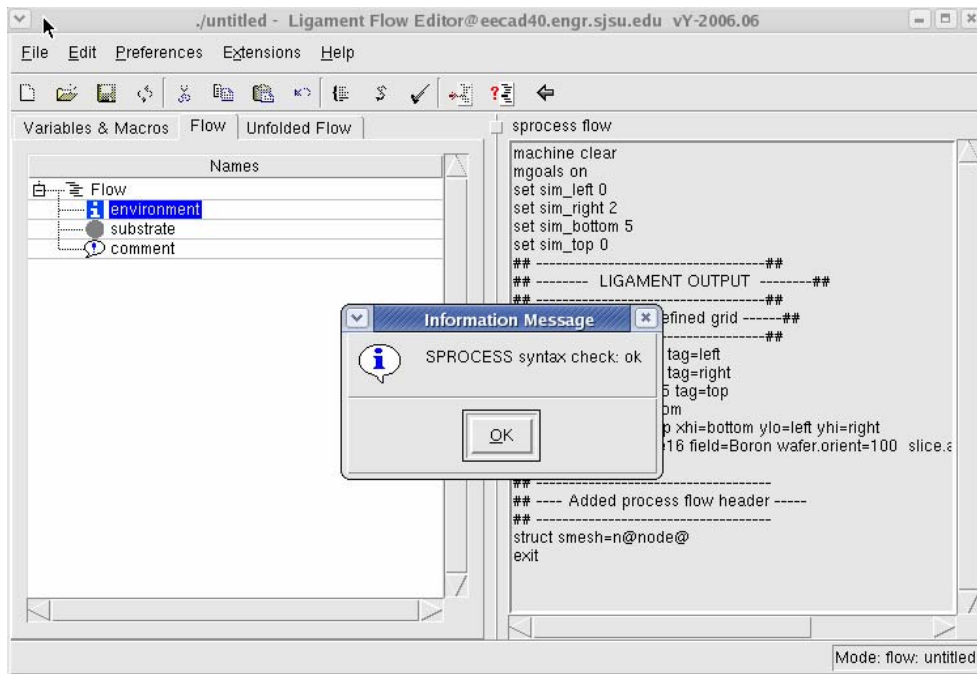 ./untitled - Ligament Flow Editor@eecad40.engr.sjsu.edu vY-2006.06
File Edit Preferences Extensions Help
Variables & Macros Flow Unfolded Flow
Names
Flow
environment
substrate
comment
sprocess flow
machine clear
mgoals on
set sim_left 0
set sim_right 2
set sim_bottom 5
set sim_top 0
## -----------------------------------##
## -------- LIGAMENT OUTPUT --------##
## -----------------------------------##
efined grid ------##
-----------------##
tag=left
tag=right
5 tag=top
om
p xhi=bottom ylo=left yhi=right
e16 field=Boron wafer.orient=100 slice.a
## -----------------------------------
## ---- Added process flow header -----
## -----------------------------------
struct smesh=n@node@
exit
Information Message
SPROCESS syntax check: ok
OK
Mode: flow: untitled